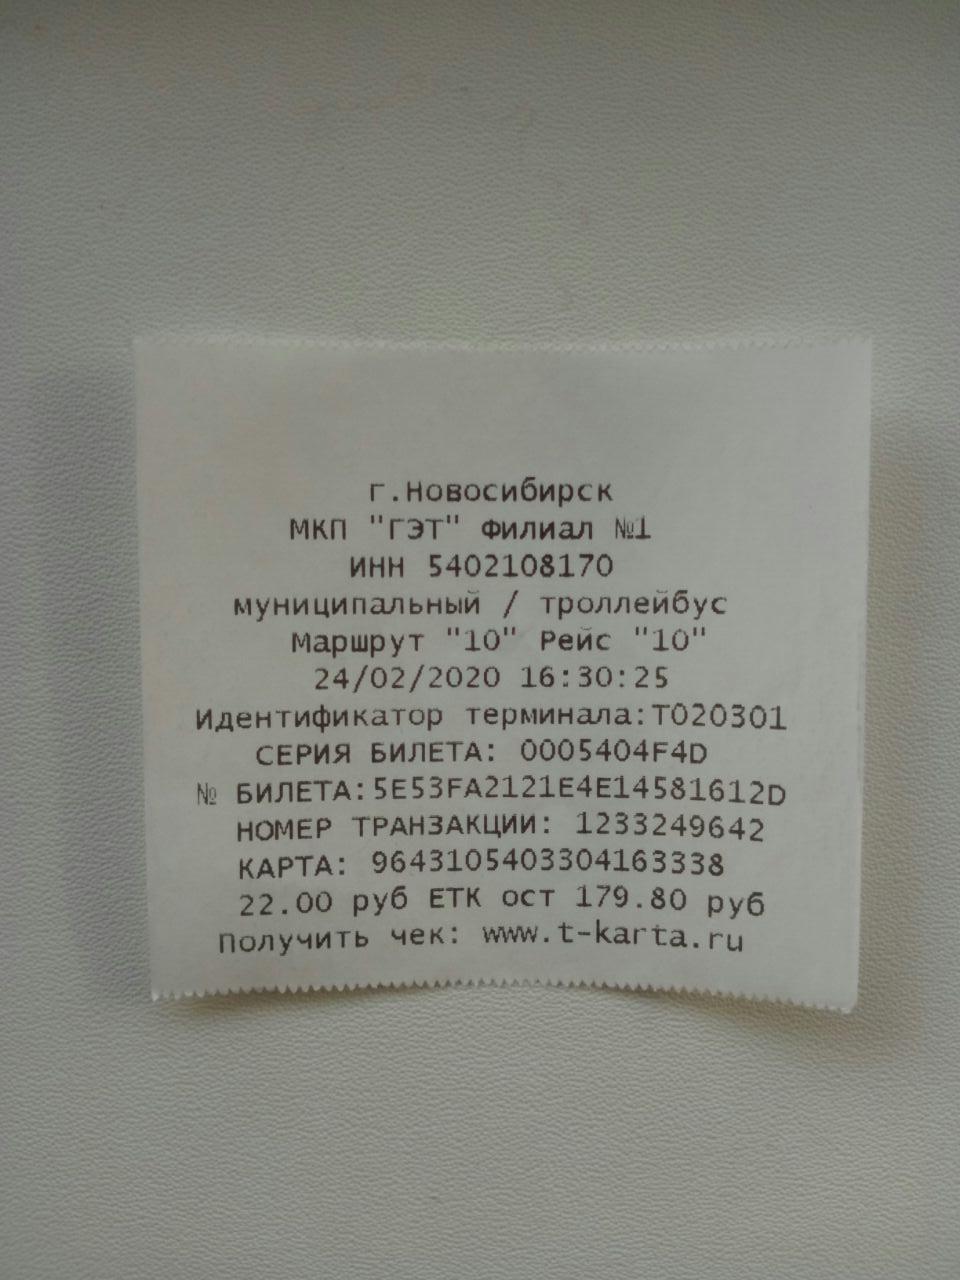 г.Новосибирск
МКП "ГЭТ" Филиал №1
ИНН 5402108170
муниципальный / троллейбус
Маршрут "10" Рейс "10"
24/02/2020 16:30:25
Идентификатор терминала:T020301
СЕРИЯ БИЛЕТА: 0005404F4D
№ БИЛЕТА:5E53FA2121E4E14581612D
НОМЕР ТРАНЗАКЦИИ: 1233249642
КАРТА: 9643105403304163338
22.00 руб ЕТК ост 179.80 руб
Получить чек: www.t-karta.ru